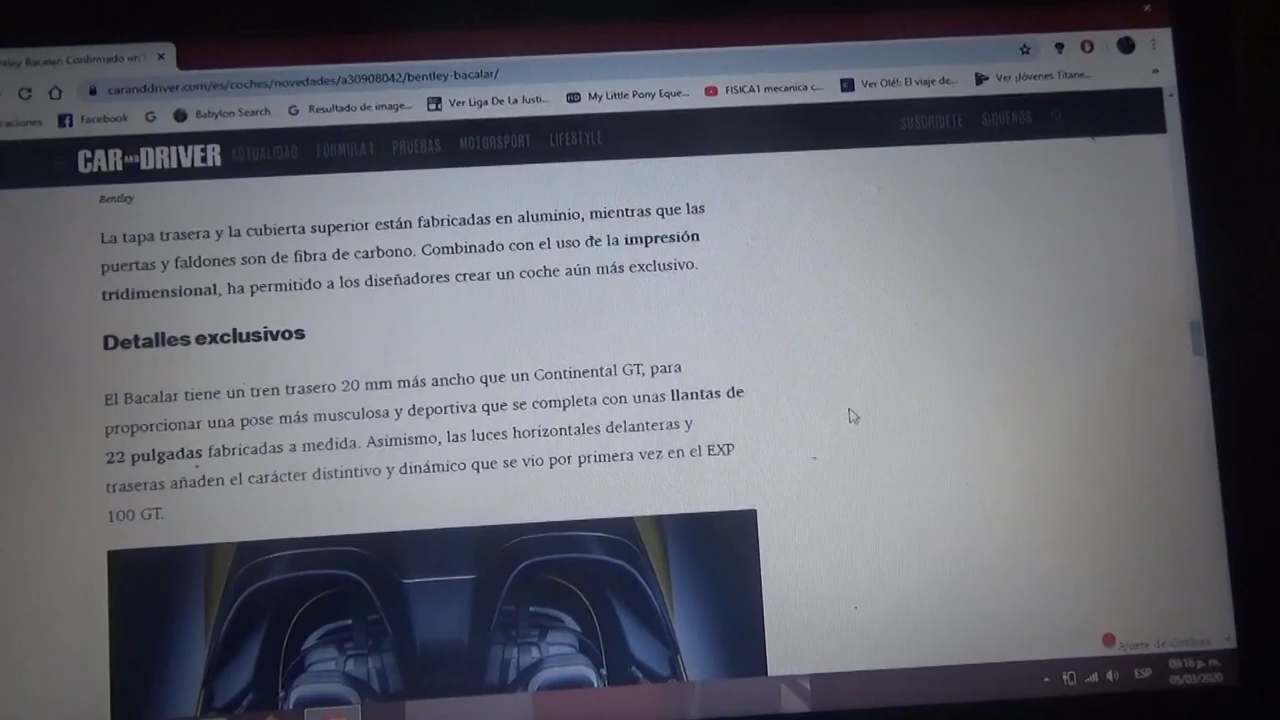 tley Bacalar: Confirmado un
caranddriver.com/es/coches/novedades/a30908042/bentley-bacalar/
Facebook Babylon Search Resultado de image... Ver Liga De La Justi... My Little Pony Eque... FISICA1 mecanica c... Ver Olé!: El viaje de... Ver ¡Jóvenes Titane...
CAR AND DRIVER ACTUALIDAD FORMULA 1 PRUEBAS MOTORSPORT LIFESTYLE SUSCRÍBETE SÍGUENOS
Bentley
La tapa trasera y la cubierta superior están fabricadas en aluminio, mientras que las
puertas y faldones son de fibra de carbono. Combinado con el uso de la impresión
tridimensional, ha permitido a los diseñadores crear un coche aún más exclusivo.
Detalles exclusivos
El Bacalar tiene un tren trasero 20 mm más ancho que un Continental GT, para
proporcionar una pose más musculosa y deportiva que se completa con unas llantas de
22 pulgadas fabricadas a medida. Asimismo, las luces horizontales delanteras y
traseras añaden el carácter distintivo y dinámico que se vio por primera vez en el EXP
100 GT.
Ajuste de
ESP
09:16 p. m.
05/03/2020